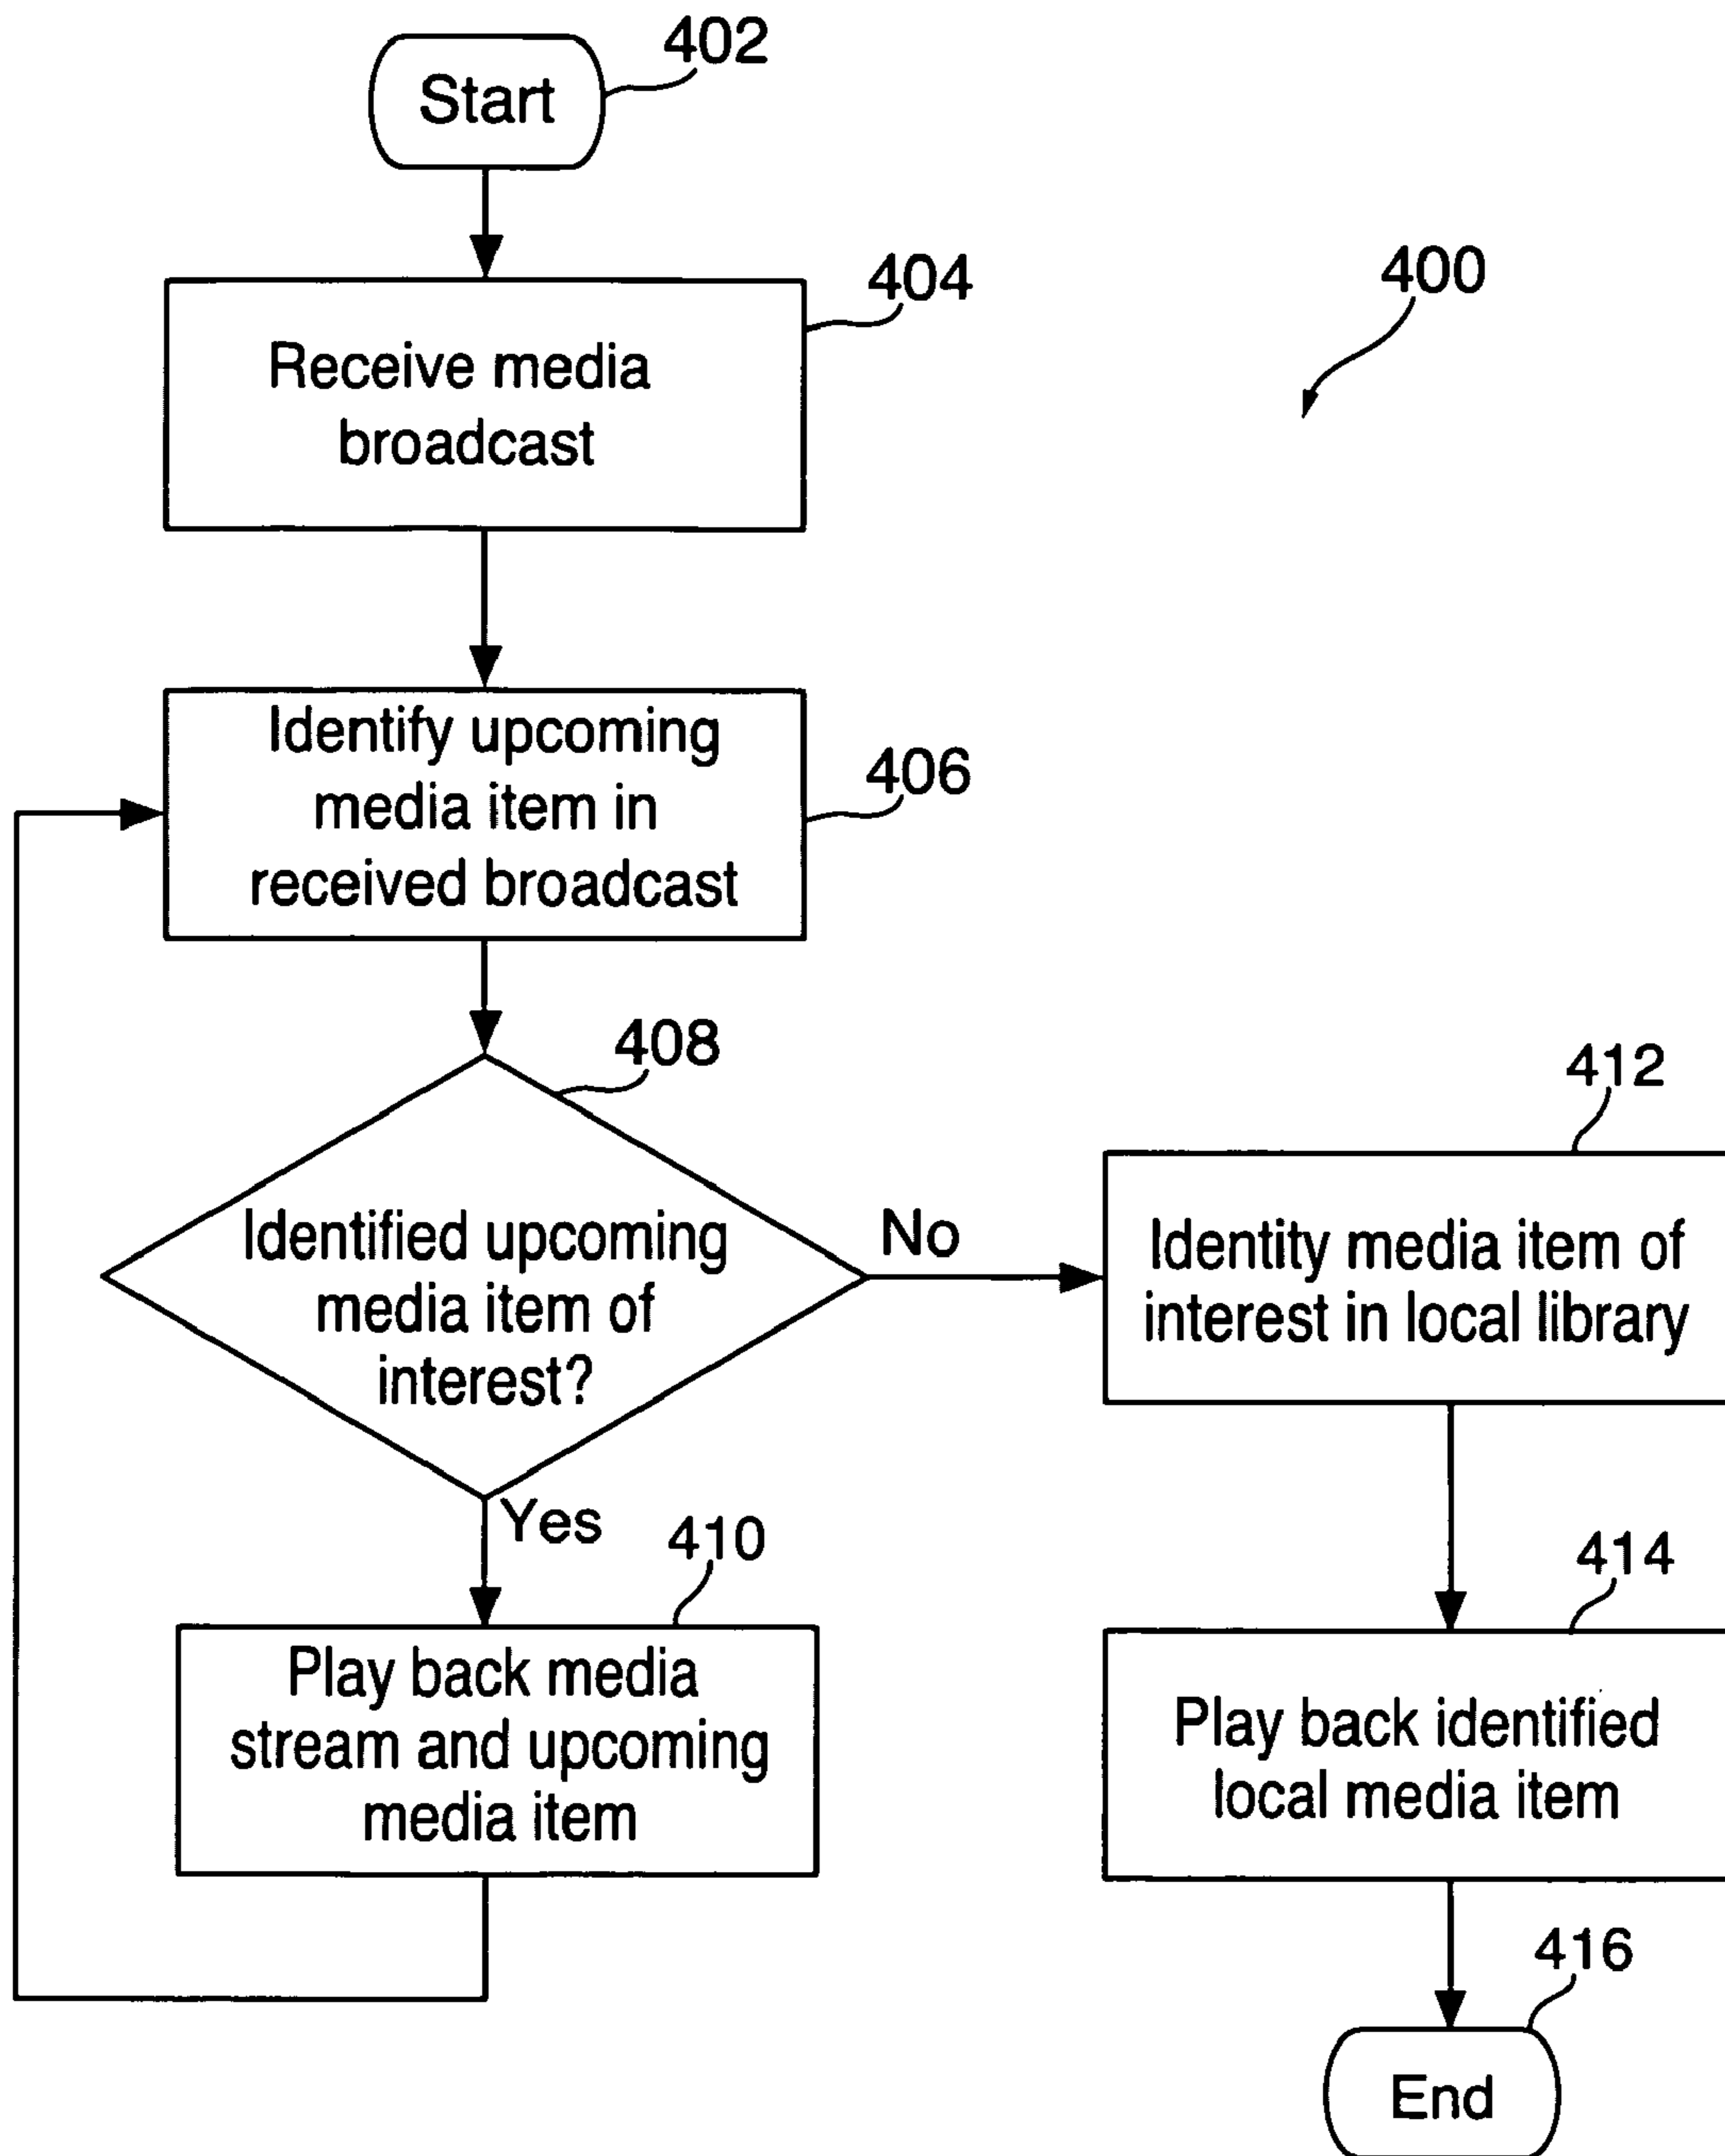 402
Start
404
400
Receive media
broadcast
Identify upcoming
media item in
received broadcast
406
408
412
Identified upcoming
media item of
interest?
No
Identity media item of
interest in local library
Yes
410
414
Play back media
stream and upcoming
media item
Play back identified
local media item
416
End